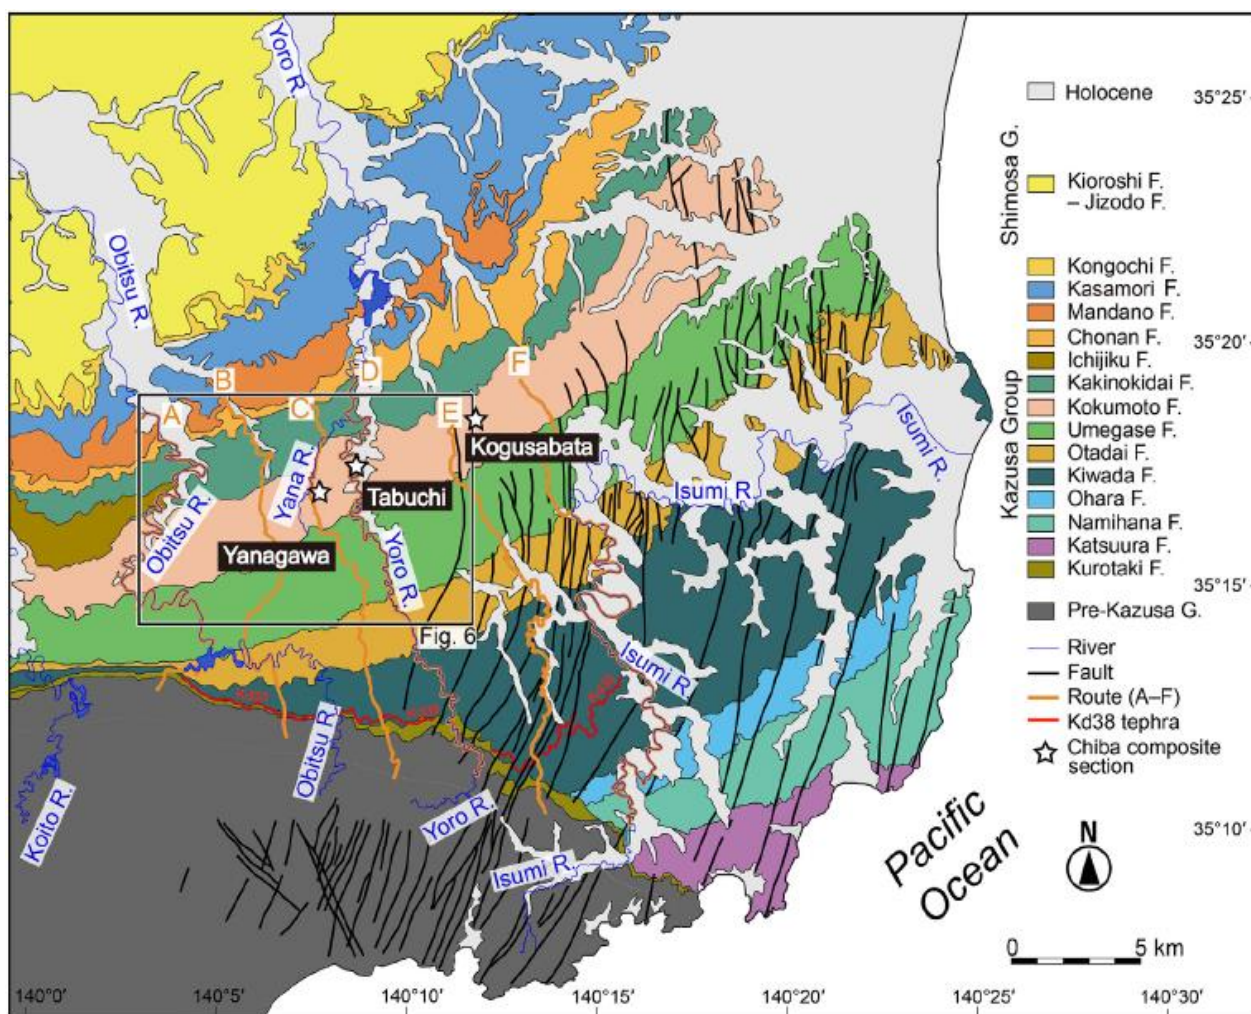 Yoro R.
Holocene
35°25′
Shimosa G.
Kioroshi F.
– Jizodo F.
Obitsu R.
Kazusa Group
Kongochi F.
Kasamori F.
Mandano F.
Chonan F.
Ichijiku F.
Kakinokidai F.
Kokumoto F.
Umegase F.
Otadai F.
Kiwada F.
Ohara F.
Namihana F.
Katsuura F.
Kurotaki F.
Pre-Kazusa G.
River
Fault
Route (A–F)
Kd38 tephra
Chiba composite
section
35°20′
A
B
C
D
E
F
Kogusabata
Tabuchi
Yanagawa
Yana R.
Obitsu R.
Yoro R.
Isumi R.
Isumi R.
35°15′
Fig. 6
Isumi R.
Obitsu R.
Koito R.
Yoro R.
Isumi R.
35°10′
Pacific
Ocean
N
0 5 km
140°0′ 140°5′ 140°10′ 140°15′ 140°20′ 140°25′ 140°30′